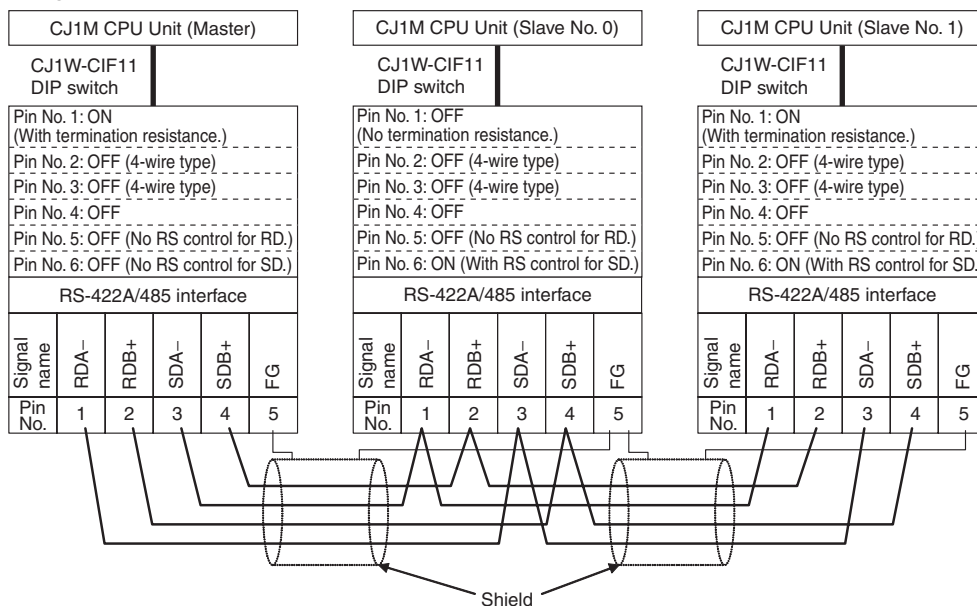 CJ1M CPU Unit (Master)
CJ1W-CIF11
DIP switch
Pin No. 1: ON
(With termination resistance.)
Pin No. 2: OFF (4-wire type)
Pin No. 3: OFF (4-wire type)
Pin No. 4: OFF
Pin No. 5: OFF (No RS control for RD.)
Pin No. 6: OFF (No RS control for SD.)
RS-422A/485 interface
Signal name
RDA−
RDB+
SDA−
SDB+
FG
Pin No.
1
2
3
4
5
CJ1M CPU Unit (Slave No. 0)
CJ1W-CIF11
DIP switch
Pin No. 1: OFF
(No termination resistance.)
Pin No. 2: OFF (4-wire type)
Pin No. 3: OFF (4-wire type)
Pin No. 4: OFF
Pin No. 5: OFF (No RS control for RD.)
Pin No. 6: ON (With RS control for SD.)
RS-422A/485 interface
Signal name
RDA−
RDB+
SDA−
SDB+
FG
Pin No.
1
2
3
4
5
CJ1M CPU Unit (Slave No. 1)
CJ1W-CIF11
DIP switch
Pin No. 1: ON
(With termination resistance.)
Pin No. 2: OFF (4-wire type)
Pin No. 3: OFF (4-wire type)
Pin No. 4: OFF
Pin No. 5: OFF (No RS control for RD.
Pin No. 6: ON (With RS control for SD.
RS-422A/485 interface
Signal name
RDA−
RDB+
SDA−
SDB+
FG
Pin No.
1
2
3
4
5
Shield